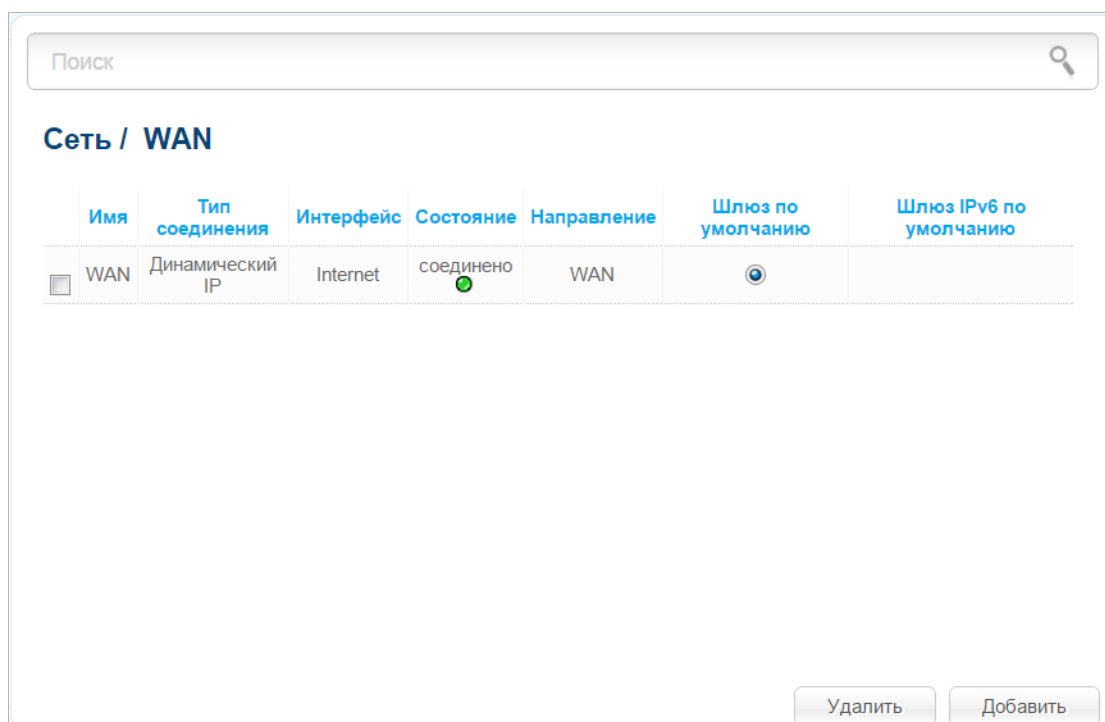 Поиск
Сеть / WAN
Имя Тип соединения Интерфейс Состояние Направление Шлюз по умолчанию Шлюз IPv6 по умолчанию
WAN Динамический IP Internet соединено WAN
Удалить Добавить